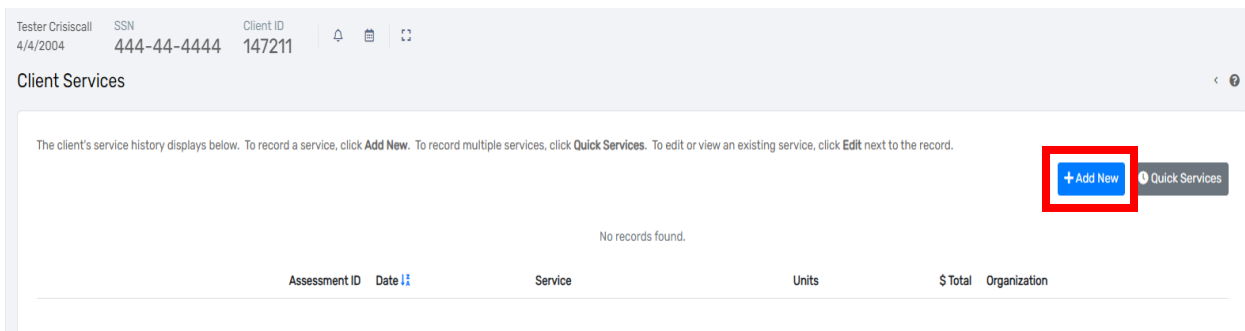 Tester Crisiscall SSN Client ID
4/4/2004 444-44-4444 147211
Client Services
The client's service history displays below. To record a service, click Add New. To record multiple services, click Quick Services. To edit or view an existing service, click Edit next to the record.
+ Add New Quick Services
No records found.
Assessment ID Date Service Units $ Total Organization